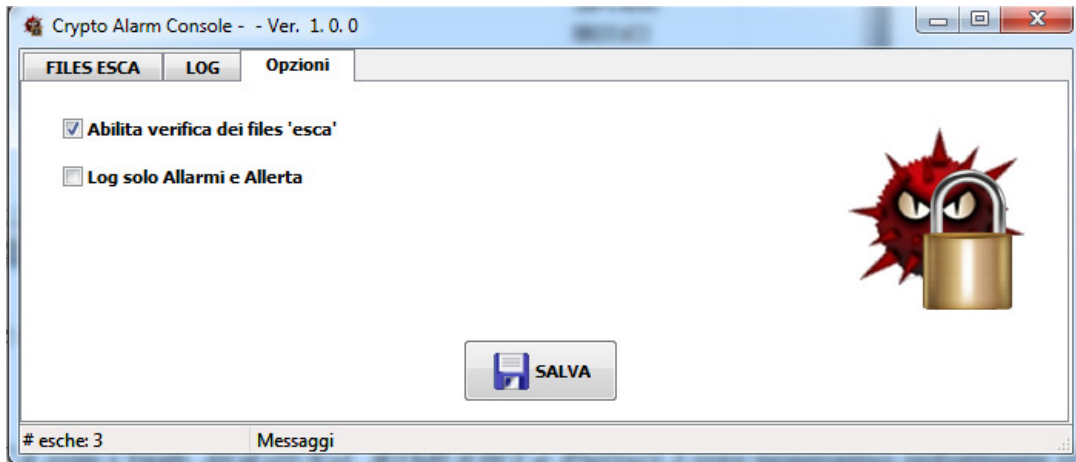 Crypto Alarm Console - - Ver. 1. 0. 0
FILES ESCA LOG Opzioni
Abilita verifica dei files 'esca'
Log solo Allarmi e Allerta
SALVA
# esche: 3 Messaggi